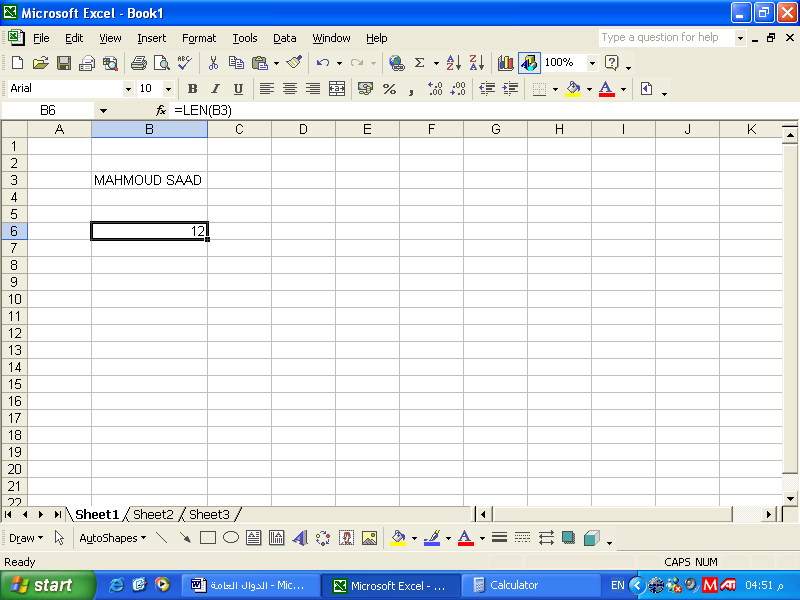 Microsoft Excel - Book1
File Edit View Insert Format Tools Data Window Help Type a question for help
100%
Arial 10 B I U
B6 fx =LEN(B3)
A B C D E F G H I J K
1
2
3 MAHMOUD SAAD
4
5
6 12
7
8
9
10
11
12
13
14
15
16
17
18
19
20
21
22
Sheet1 Sheet2 Sheet3
Draw AutoShapes
Ready CAPS NUM
start الدوال العامة - Mic... Microsoft Excel - ... Calculator EN 04:51 م